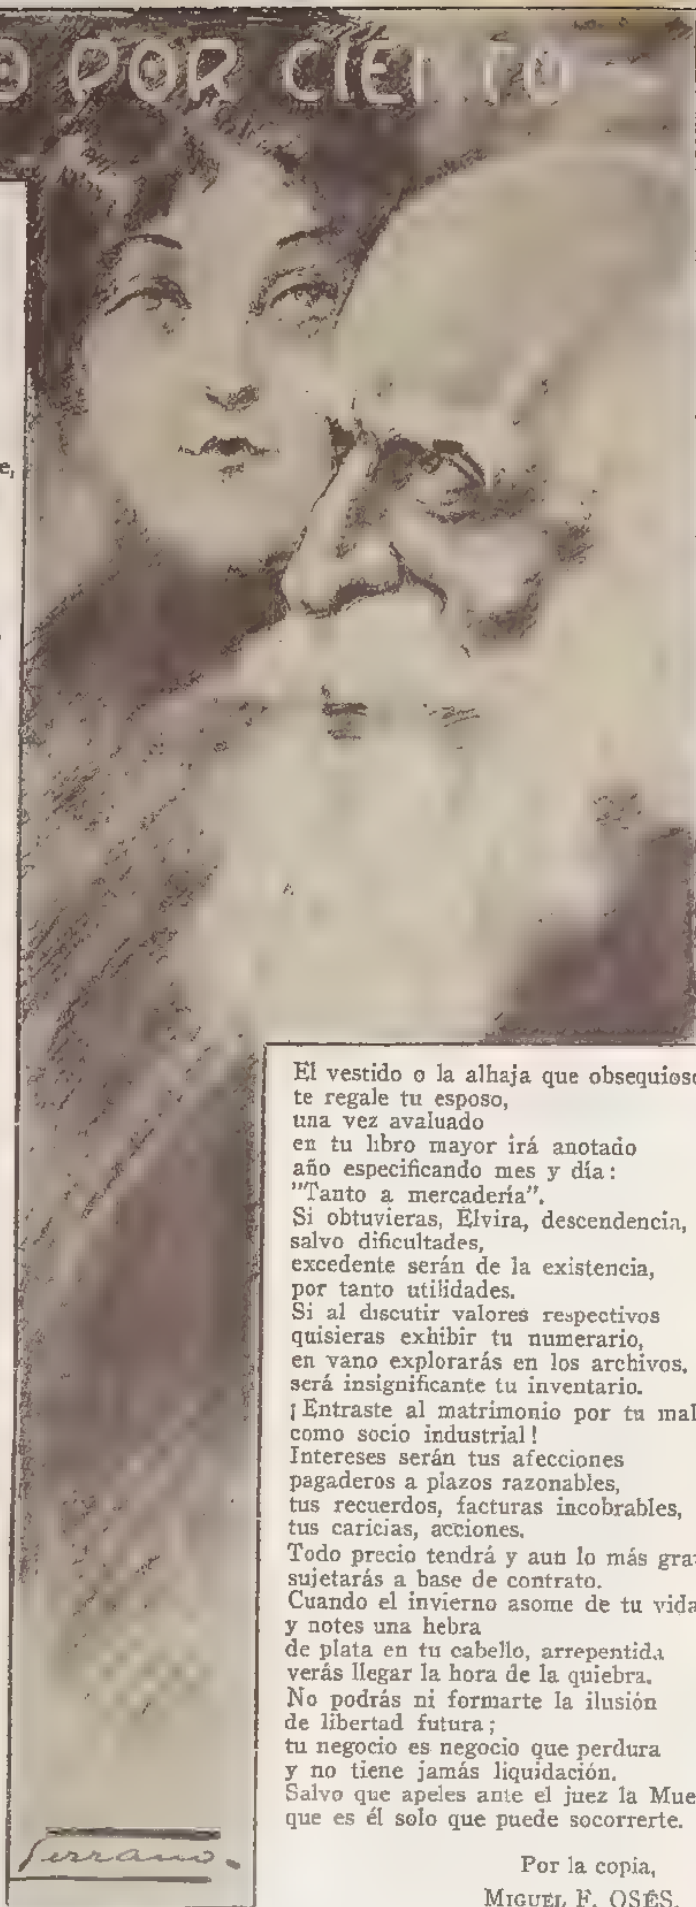 O POR CIENTO
e,
El vestido o la alhaja que obsequioso
te regale tu esposo,
una vez avaluado
en tu libro mayor irá anotado
año especificando mes y día:
"Tanto a mercadería".
Si obtuvieras, Elvira, descendencia,
salvo dificultades,
excedente serán de la existencia,
por tanto utilidades.
Si al discutir valores respectivos
quisieras exhibir tu numerario,
en vano explorarás en los archivos,
será insignificante tu inventario.
¡Entraste al matrimonio por tu mal
como socio industrial!
Intereses serán tus afecciones
pagaderos a plazos razonables,
tus recuerdos, facturas incobrables,
tus caricias, acciones.
Todo precio tendrá y aun lo más gra
sujetarás a base de contrato.
Cuando el invierno asome de tu vida
y notes una hebra
de plata en tu cabello, arrepentida
verás llegar la hora de la quiebra.
No podrás ni formarte la ilusión
de libertad futura;
tu negocio es negocio que perdura
y no tiene jamás liquidación.
Salvo que apeles ante el juez la Mue
que es él solo que puede socorrerte.
Por la copia,
MIGUEL F. OSÉS.
Serrano.